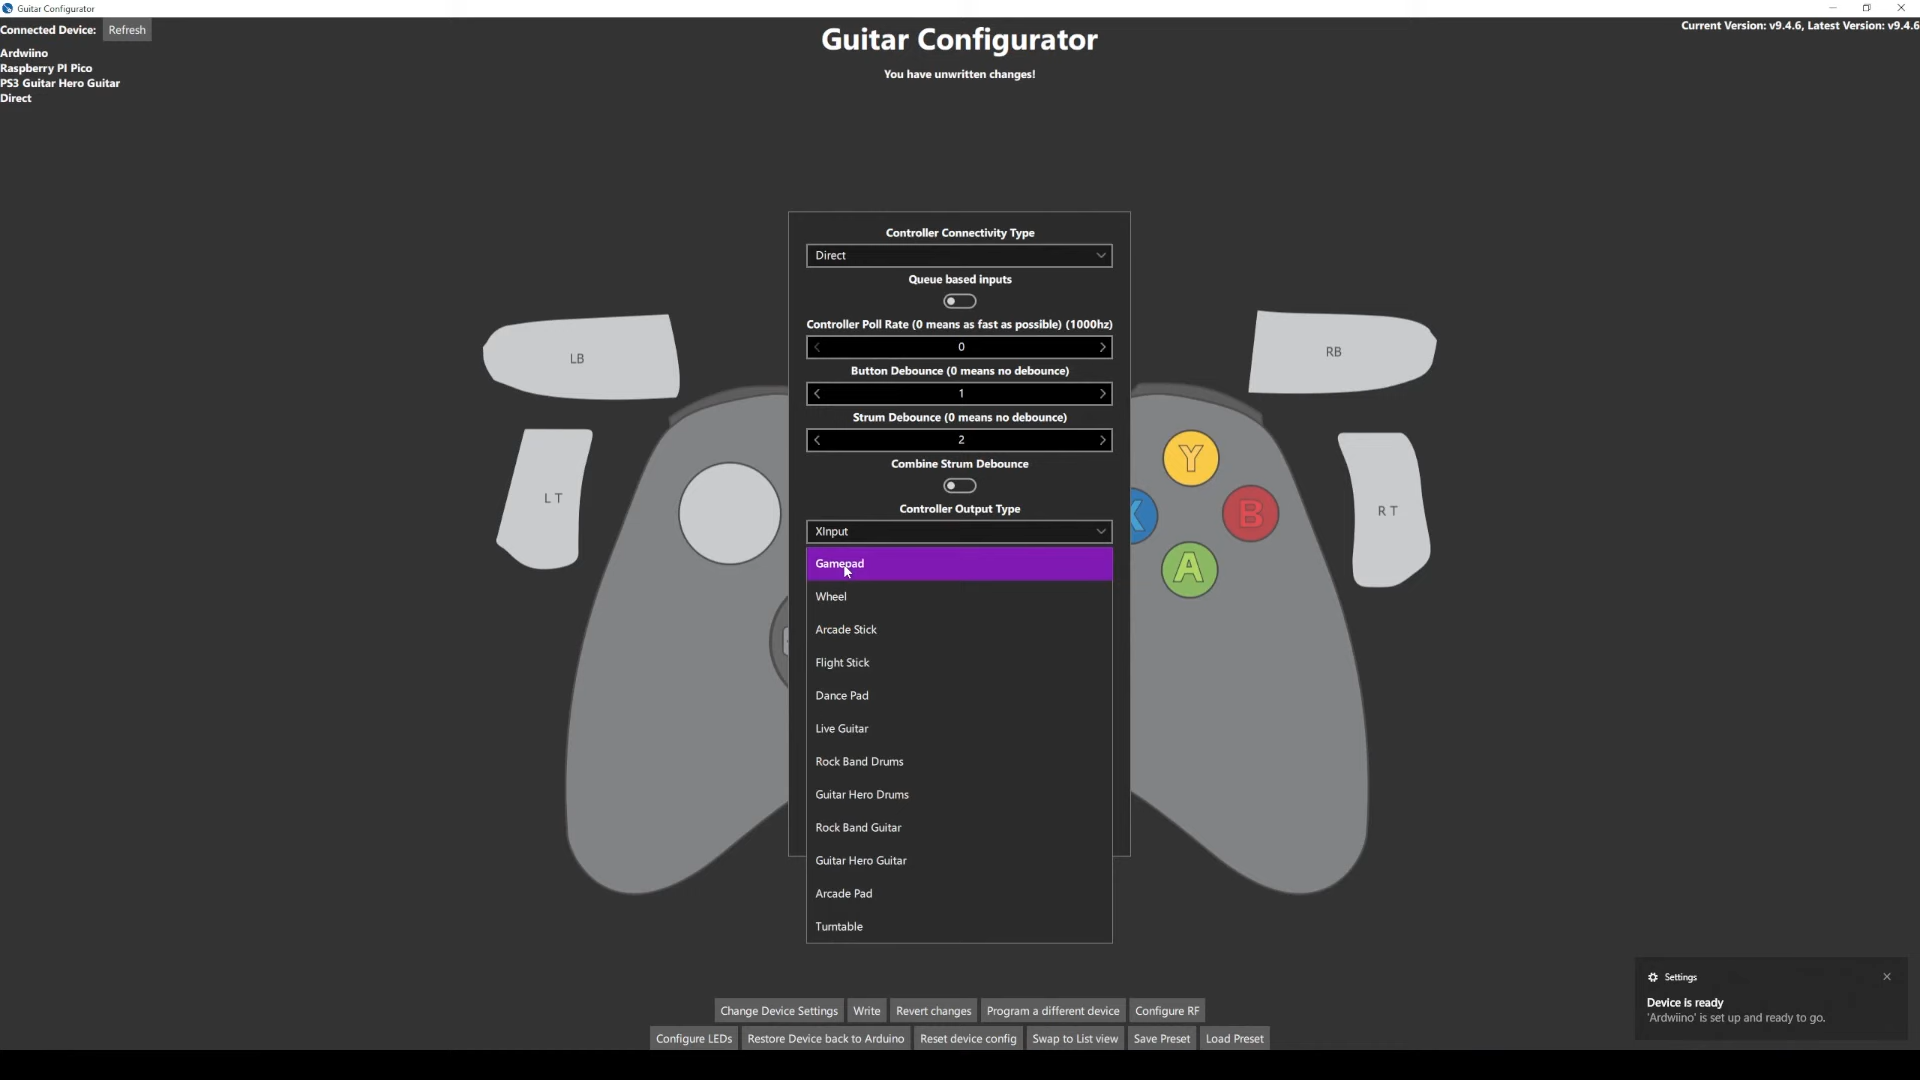 Guitar Configurator
Connected Device: Refresh
Ardwiino
Raspberry PI Pico
PS3 Guitar Hero Guitar
Direct
Guitar Configurator
You have unwritten changes!
Current Version: v9.4.6, Latest Version: v9.4.6
Controller Connectivity Type
Direct
Queue based inputs
Controller Poll Rate (0 means as fast as possible) (1000hz)
0
Button Debounce (0 means no debounce)
1
Strum Debounce (0 means no debounce)
2
Combine Strum Debounce
Controller Output Type
XInput
Gamepad
Wheel
Arcade Stick
Flight Stick
Dance Pad
Live Guitar
Rock Band Drums
Guitar Hero Drums
Rock Band Guitar
Guitar Hero Guitar
Arcade Pad
Turntable
LB
LT
RB
RT
Y
X
B
A
Change Device Settings Write Revert changes Program a different device Configure RF
Configure LEDs Restore Device back to Arduino Reset device config Swap to List view Save Preset Load Preset
Settings
Device is ready
'Ardwiino' is set up and ready to go.